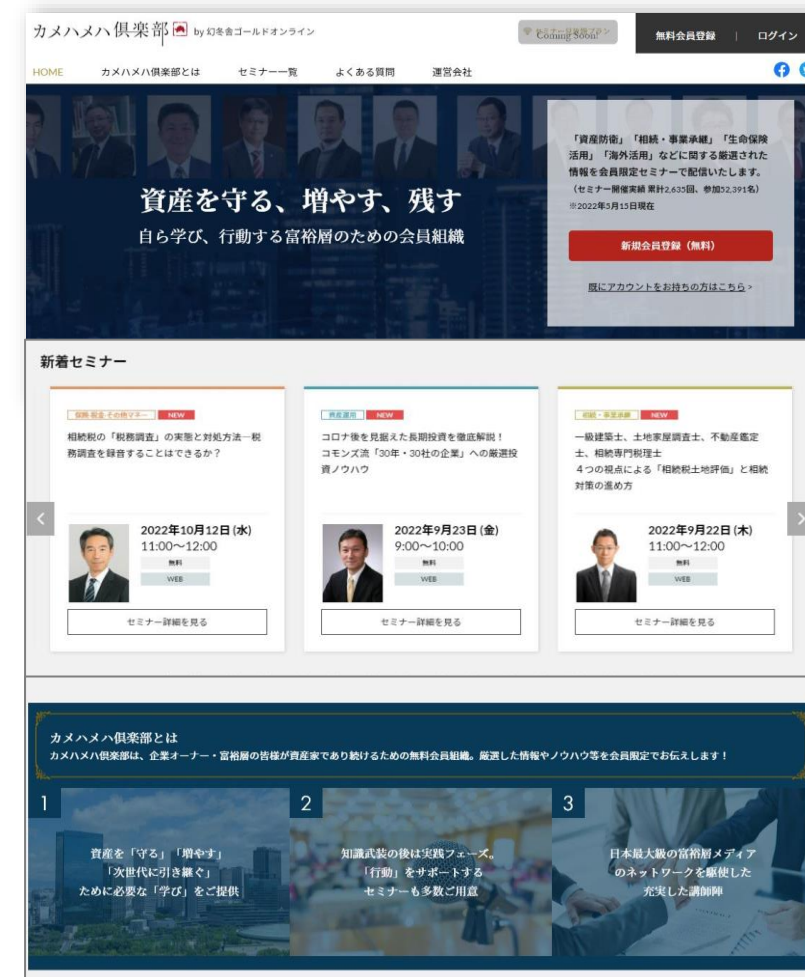 カメハメハ倶楽部 by 幻冬舎ゴールドオンライン
Coming Soon!
無料会員登録 | ログイン
HOME カメハメハ倶楽部とは セミナー一覧 よくある質問 運営会社
資産を守る、増やす、残す
自ら学び、行動する富裕層のための会員組織
「資産防衛」「相続・事業承継」「生命保険
活用」「海外活用」などに関する厳選された
情報を会員限定セミナーで配信いたします。
(セミナー開催実績 累計2,635回、参加52,391名)
※2022年5月15日現在
新規会員登録(無料)
既にアカウントをお持ちの方はこちら >
新着セミナー
保険・税金・その他マネー NEW
相続税の「税務調査」の実態と対処方法―税
務調査を録音することはできるか?
2022年10月12日 (水)
11:00〜12:00
無料
WEB
セミナー詳細を見る
資産運用 NEW
コロナ後を見据えた長期投資を徹底解説!
コモンズ流「30年・30社の企業」への厳選投
資ノウハウ
2022年9月23日 (金)
9:00〜10:00
無料
WEB
セミナー詳細を見る
相続・事業承継 NEW
一級建築士、土地家屋調査士、不動産鑑定
士、相続専門税理士
4つの視点による「相続税土地評価」と相続
対策の進め方
2022年9月22日 (木)
11:00〜12:00
無料
WEB
セミナー詳細を見る
カメハメハ倶楽部とは
カメハメハ倶楽部は、企業オーナー・富裕層の皆様が資産家であり続けるための無料会員組織。厳選した情報やノウハウ等を会員限定でお伝えします!
1
資産を「守る」「増やす」
「次世代に引き継ぐ」
ために必要な「学び」をご提供
2
知識武装の後は実践フェーズ。
「行動」をサポートする
セミナーも多数ご用意
3
日本最大級の富裕層メディア
のネットワークを駆使した
充実した講師陣